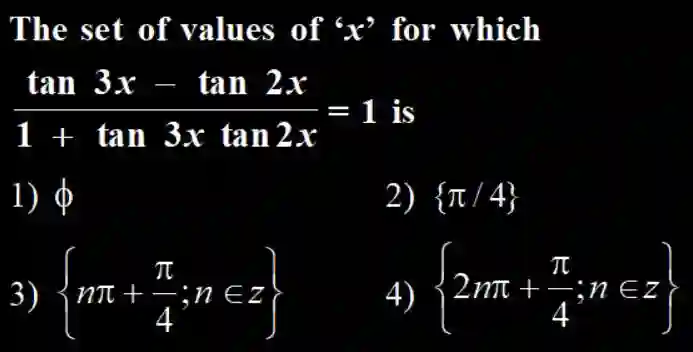 The set of values of ‘x’ for which
tan 3x – tan 2x
1 + tan 3x tan 2x
= 1 is
1) ϕ 2) {π / 4}
3) {nπ + π/4 ; n ∈ z} 4) {2nπ + π/4 ; n ∈ z}